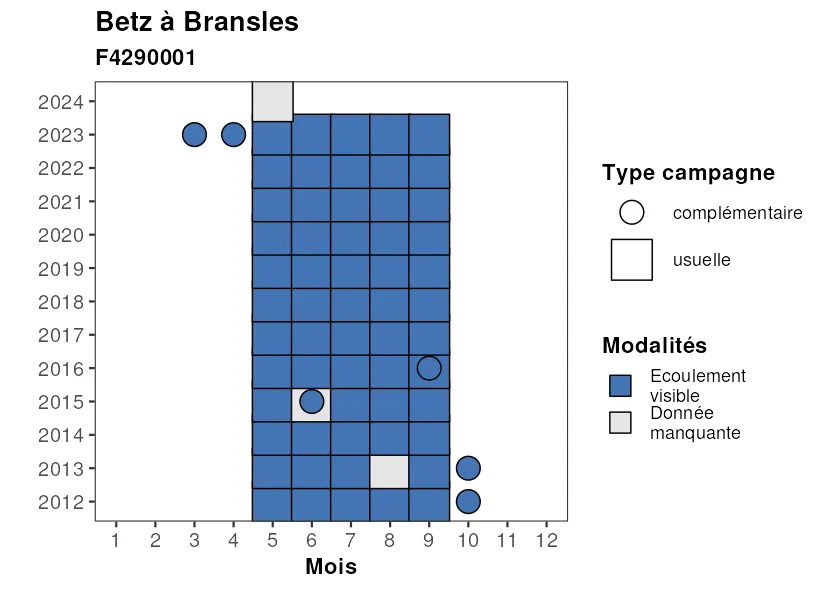 Betz à Bransles
F4290001
2024
2023
2022
2021
2020
2019
2018
2017
2016
2015
2014
2013
2012
1 2 3 4 5 6 7 8 9 10 11 12
Mois
Type campagne
complémentaire
usuelle
Modalités
Ecoulement
visible
Donnée
manquante